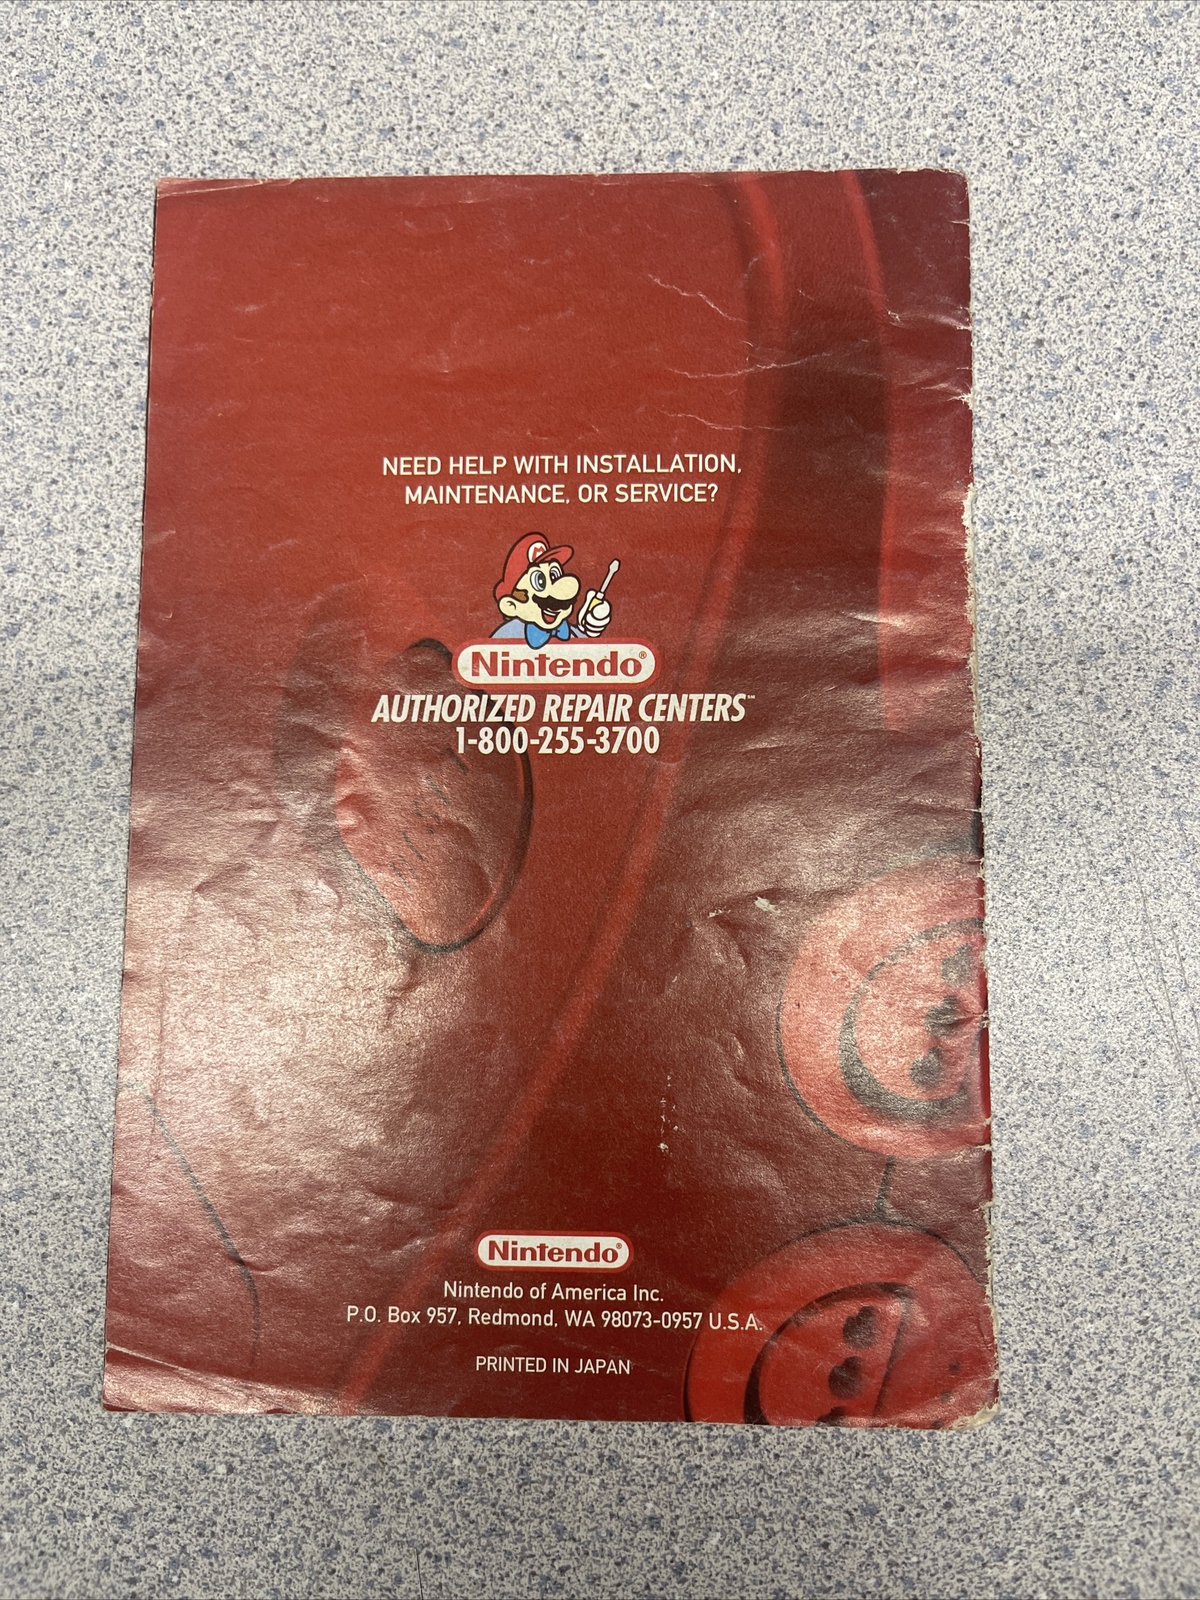 NEED HELP WITH INSTALLATION,
MAINTENANCE, OR SERVICE?
M
Nintendo®
AUTHORIZED REPAIR CENTERS℠
1-800-255-3700
Nintendo®
Nintendo of America Inc.
P.O. Box 957, Redmond, WA 98073-0957 U.S.A.
PRINTED IN JAPAN